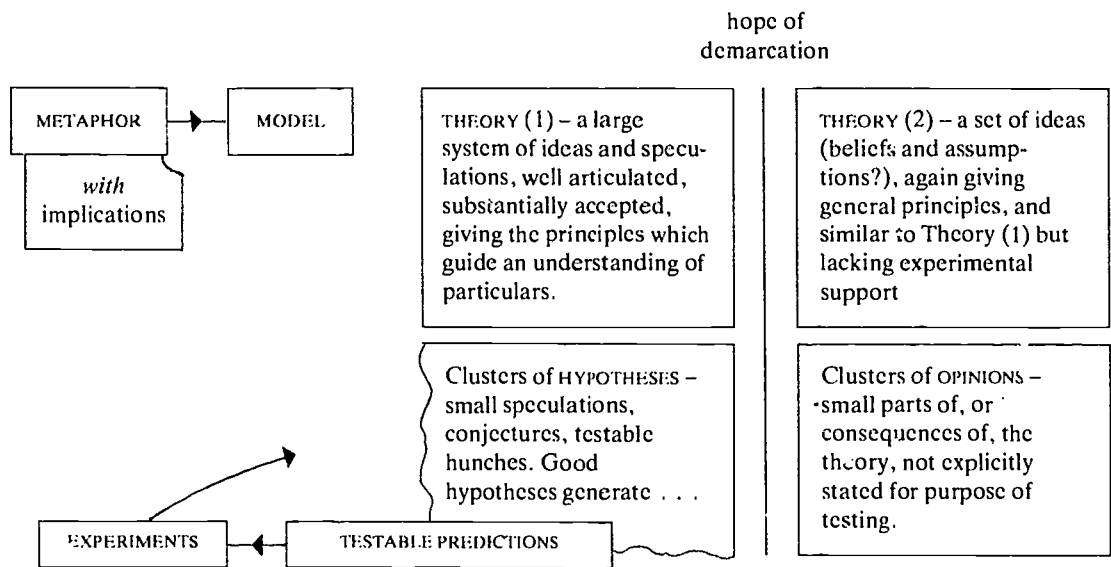 hope of
demarcation
METAPHOR
MODEL
with
implications
THEORY (1) – a large
system of ideas and specu-
lations, well articulated,
substantially accepted,
giving the principles which
guide an understanding of
particulars.
THEORY (2) – a set of ideas
(beliefs and assump-
tions?), again giving
general principles, and
similar to Theory (1) but
lacking experimental
support
Clusters of HYPOTHESES –
small speculations,
conjectures, testable
hunches. Good
hypotheses generate . . .
Clusters of OPINIONS –
small parts of, or
consequences of, the
theory, not explicitly
stated for purpose of
testing.
EXPERIMENTS
TESTABLE PREDICTIONS